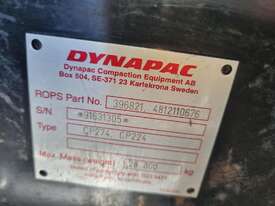 DYNAPAC
Dynapac Compaction Equipment AB
Box 504, SE-371 23 Karlskrona Sweden
ROPS Part No. 396821 4812110676
S/N *91631305*
Type CP274 CP224
Max. Mass (weight) kg